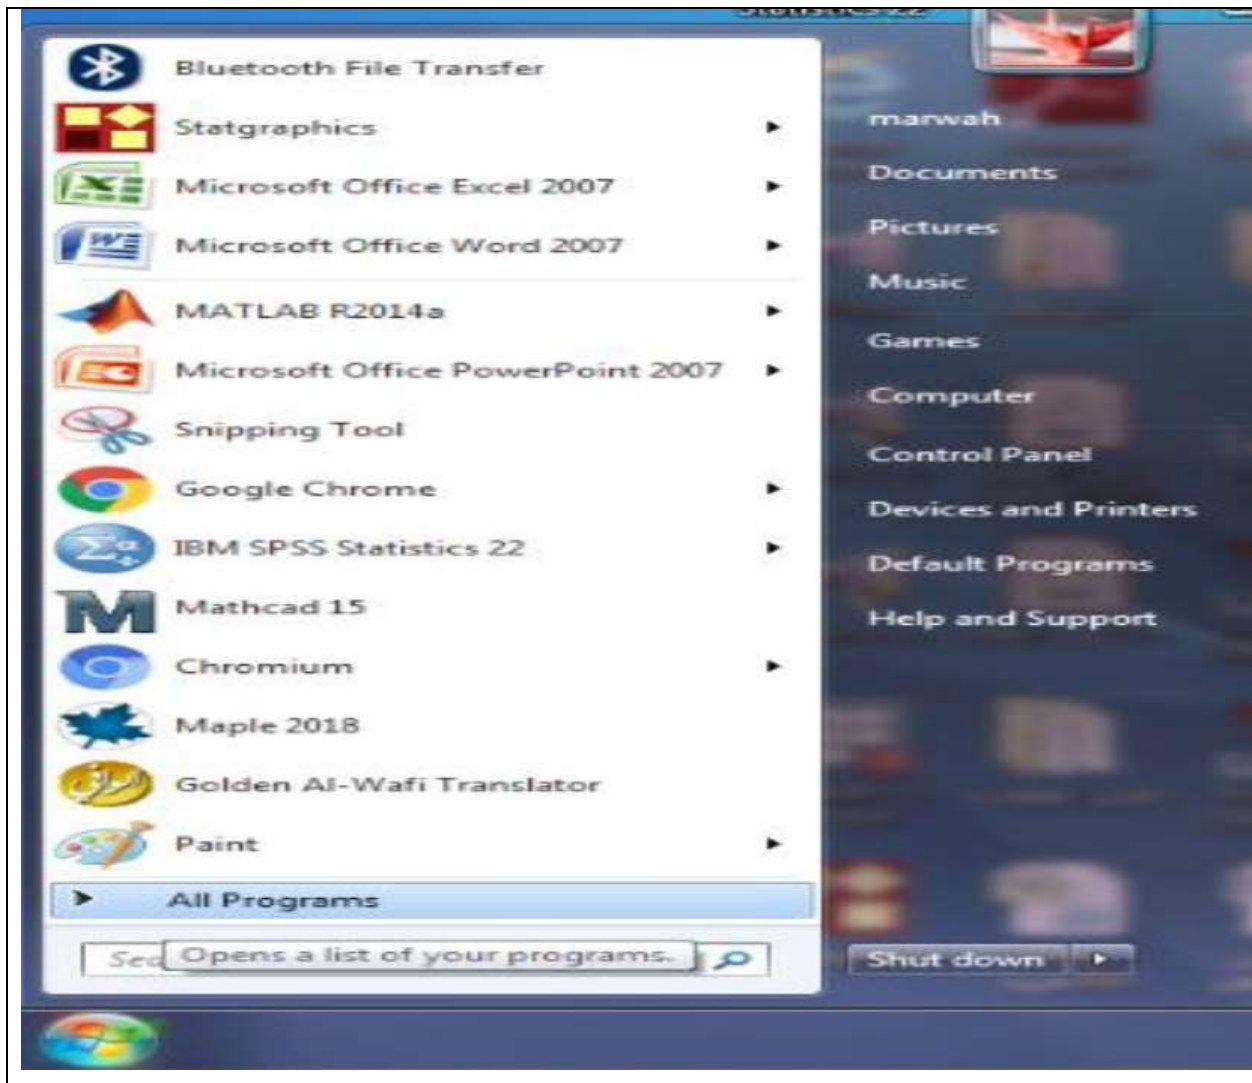 Statistics 22
Bluetooth File Transfer
Statgraphics
Microsoft Office Excel 2007
Microsoft Office Word 2007
MATLAB R2014a
Microsoft Office PowerPoint 2007
Snipping Tool
Google Chrome
IBM SPSS Statistics 22
Mathcad 15
Chromium
Maple 2018
Golden Al-Wafi Translator
Paint
All Programs
Opens a list of your programs.
marwah
Documents
Pictures
Music
Games
Computer
Control Panel
Devices and Printers
Default Programs
Help and Support
Shut down